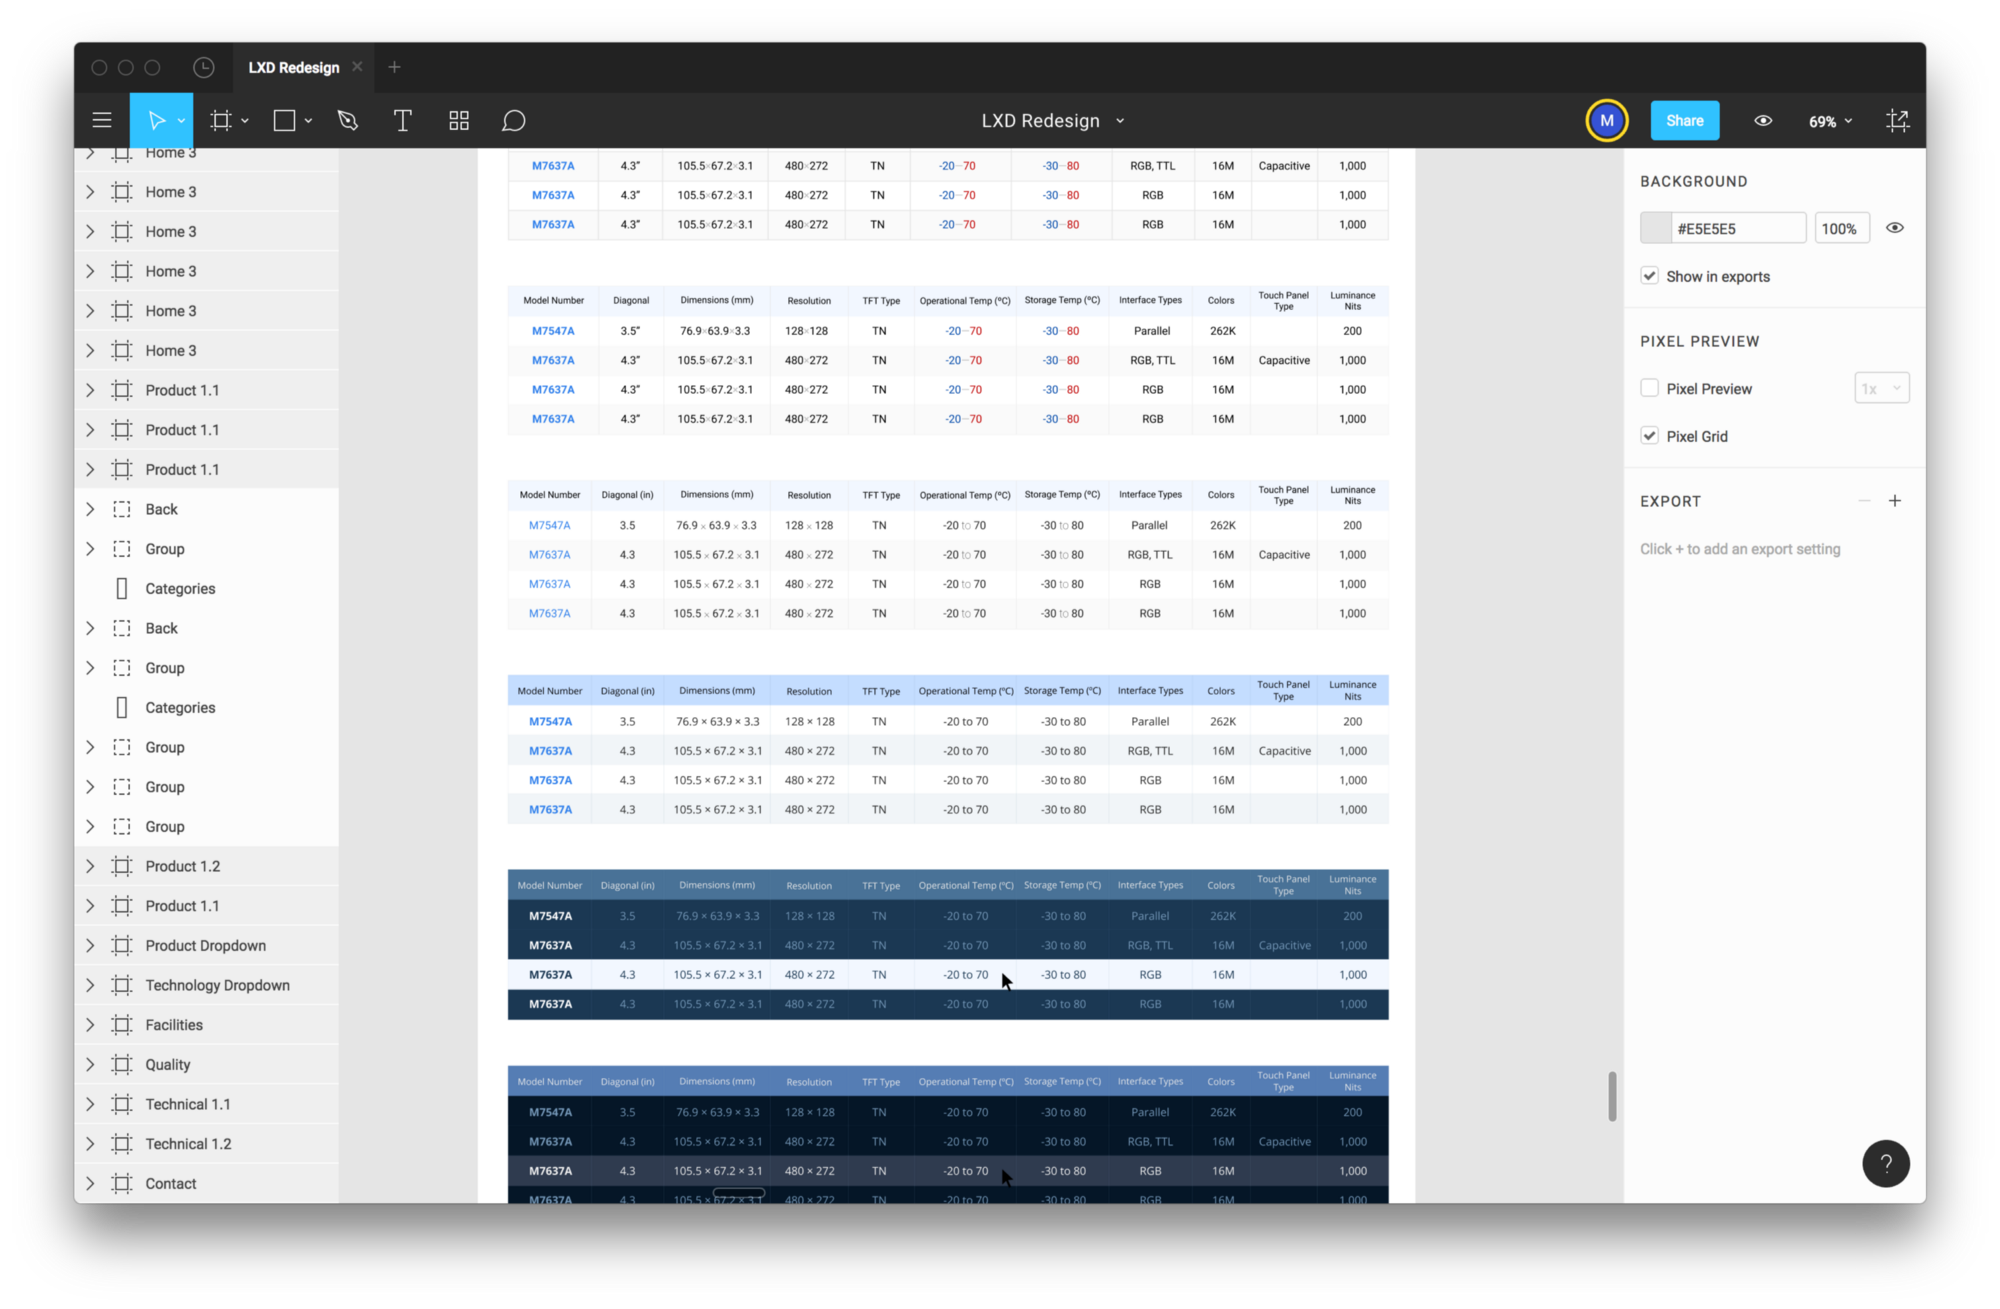 LXD Redesign
LXD Redesign
M
Share
69%
Home 3
Home 3
Home 3
Home 3
Home 3
Home 3
Product 1.1
Product 1.1
Product 1.1
Back
Group
Categories
Back
Group
Categories
Group
Group
Group
Product 1.2
Product 1.1
Product Dropdown
Technology Dropdown
Facilities
Quality
Technical 1.1
Technical 1.2
Contact
M7637A 4.3" 105.5×67.2×3.1 480×272 TN -20–70 -30–80 RGB, TTL 16M Capacitive 1,000
M7637A 4.3" 105.5×67.2×3.1 480×272 TN -20–70 -30–80 RGB 16M 1,000
M7637A 4.3" 105.5×67.2×3.1 480×272 TN -20–70 -30–80 RGB 16M 1,000
Model Number Diagonal Dimensions (mm) Resolution TFT Type Operational Temp (ºC) Storage Temp (ºC) Interface Types Colors Touch Panel Type Luminance Nits
M7547A 3.5" 76.9×63.9×3.3 128×128 TN -20–70 -30–80 Parallel 262K 200
M7637A 4.3" 105.5×67.2×3.1 480×272 TN -20–70 -30–80 RGB, TTL 16M Capacitive 1,000
M7637A 4.3" 105.5×67.2×3.1 480×272 TN -20–70 -30–80 RGB 16M 1,000
M7637A 4.3" 105.5×67.2×3.1 480×272 TN -20–70 -30–80 RGB 16M 1,000
Model Number Diagonal (in) Dimensions (mm) Resolution TFT Type Operational Temp (ºC) Storage Temp (ºC) Interface Types Colors Touch Panel Type Luminance Nits
M7547A 3.5 76.9 × 63.9 × 3.3 128 × 128 TN -20 to 70 -30 to 80 Parallel 262K 200
M7637A 4.3 105.5 × 67.2 × 3.1 480 × 272 TN -20 to 70 -30 to 80 RGB, TTL 16M Capacitive 1,000
M7637A 4.3 105.5 × 67.2 × 3.1 480 × 272 TN -20 to 70 -30 to 80 RGB 16M 1,000
M7637A 4.3 105.5 × 67.2 × 3.1 480 × 272 TN -20 to 70 -30 to 80 RGB 16M 1,000
Model Number Diagonal (in) Dimensions (mm) Resolution TFT Type Operational Temp (ºC) Storage Temp (ºC) Interface Types Colors Touch Panel Type Luminance Nits
M7547A 3.5 76.9 × 63.9 × 3.3 128 × 128 TN -20 to 70 -30 to 80 Parallel 262K 200
M7637A 4.3 105.5 × 67.2 × 3.1 480 × 272 TN -20 to 70 -30 to 80 RGB, TTL 16M Capacitive 1,000
M7637A 4.3 105.5 × 67.2 × 3.1 480 × 272 TN -20 to 70 -30 to 80 RGB 16M 1,000
M7637A 4.3 105.5 × 67.2 × 3.1 480 × 272 TN -20 to 70 -30 to 80 RGB 16M 1,000
Model Number Diagonal (in) Dimensions (mm) Resolution TFT Type Operational Temp (ºC) Storage Temp (ºC) Interface Types Colors Touch Panel Type Luminance Nits
M7547A 3.5 76.9 × 63.9 × 3.3 128 × 128 TN -20 to 70 -30 to 80 Parallel 262K 200
M7637A 4.3 105.5 × 67.2 × 3.1 480 × 272 TN -20 to 70 -30 to 80 RGB, TTL 16M Capacitive 1,000
M7637A 4.3 105.5 × 67.2 × 3.1 480 × 272 TN -20 to 70 -30 to 80 RGB 16M 1,000
M7637A 4.3 105.5 × 67.2 × 3.1 480 × 272 TN -20 to 70 -30 to 80 RGB 16M 1,000
Model Number Diagonal (in) Dimensions (mm) Resolution TFT Type Operational Temp (ºC) Storage Temp (ºC) Interface Types Colors Touch Panel Type Luminance Nits
M7547A 3.5 76.9 × 63.9 × 3.3 128 × 128 TN -20 to 70 -30 to 80 Parallel 262K 200
M7637A 4.3 105.5 × 67.2 × 3.1 480 × 272 TN -20 to 70 -30 to 80 RGB, TTL 16M Capacitive 1,000
M7637A 4.3 105.5 × 67.2 × 3.1 480 × 272 TN -20 to 70 -30 to 80 RGB 16M 1,000
M7637A 4.3 105.5 × 67.2 × 3.1 480 × 272 TN -20 to 70 -30 to 80 RGB 16M 1,000
BACKGROUND
#E5E5E5 100%
Show in exports
PIXEL PREVIEW
Pixel Preview 1x
Pixel Grid
EXPORT
Click + to add an export setting
?